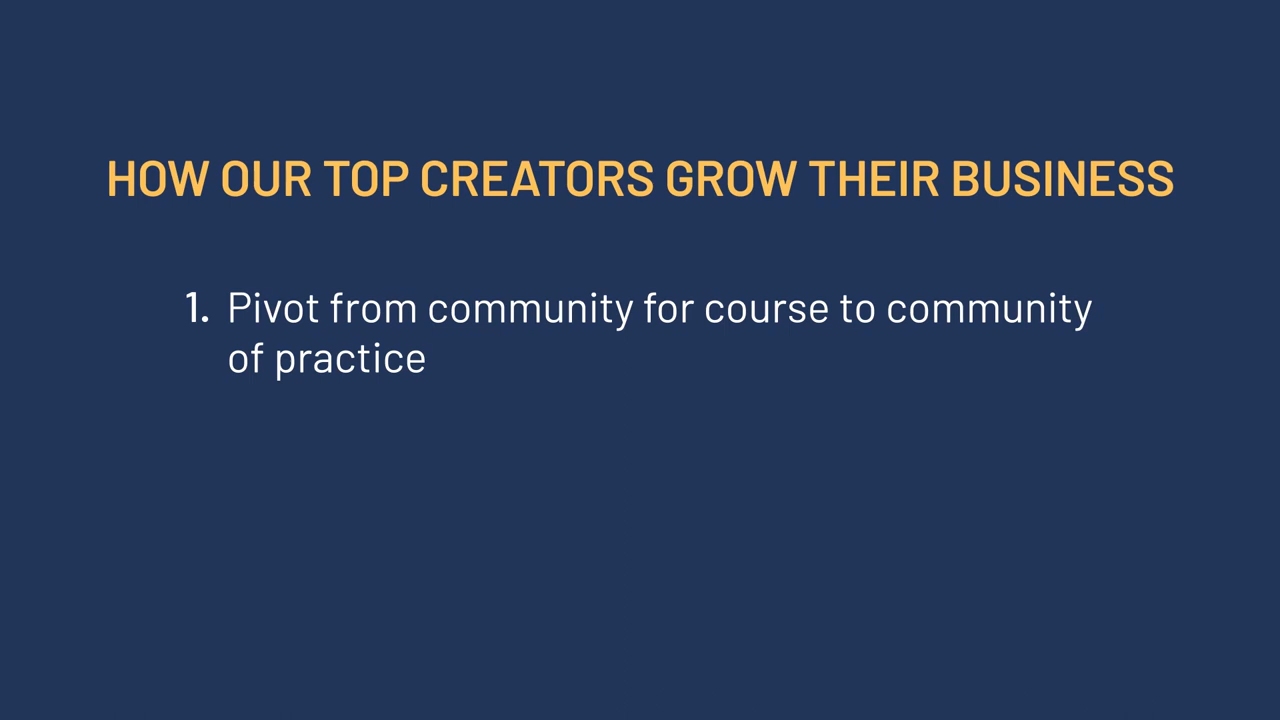 HOW OUR TOP CREATORS GROW THEIR BUSINESS
1. Pivot from community for course to community
of practice